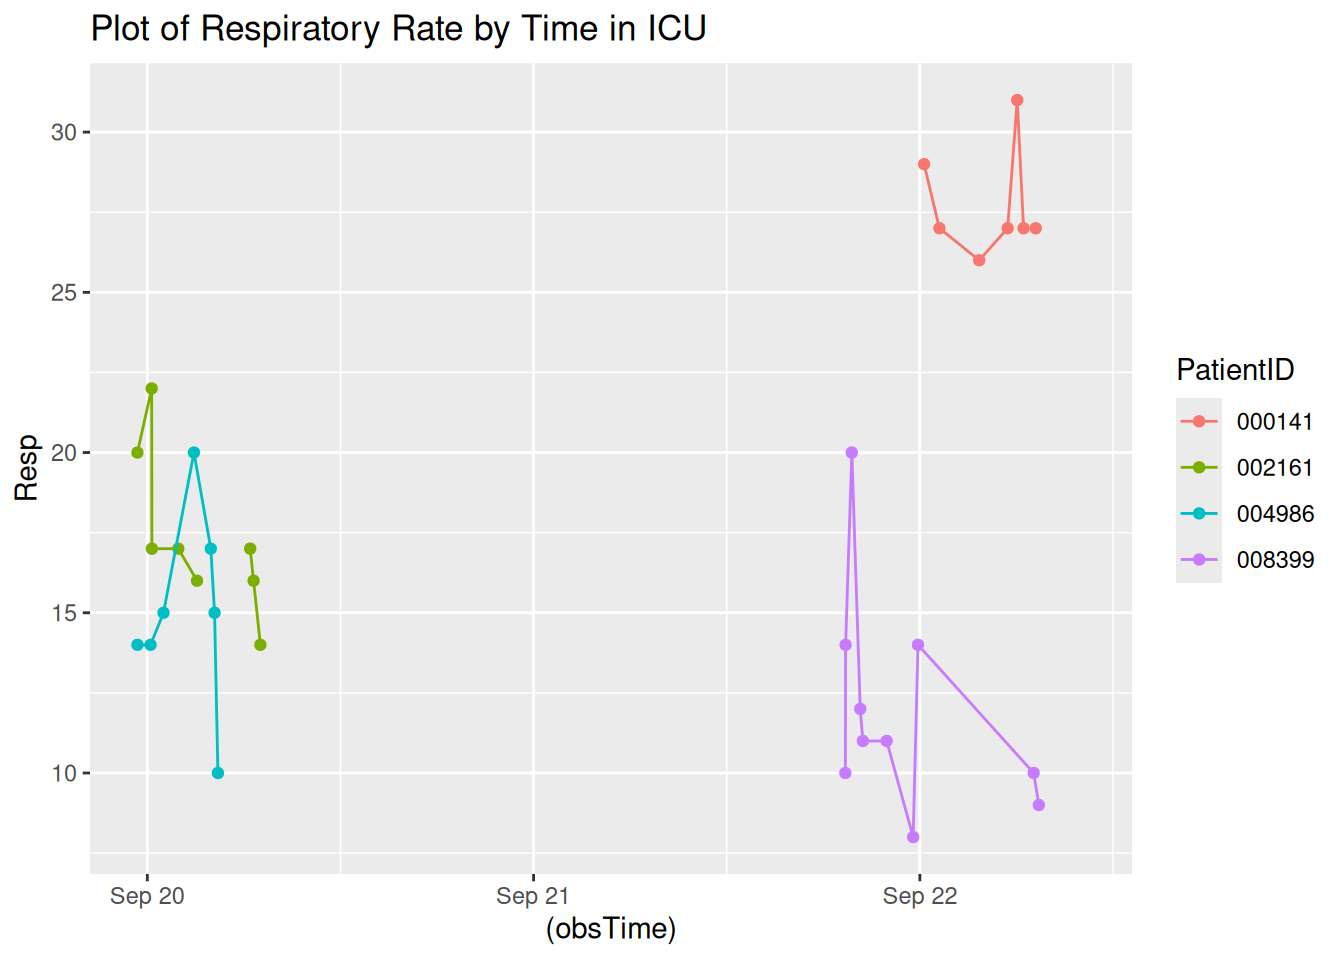 Plot of Respiratory Rate by Time in ICU
30
25
20
15
10
Resp
Sep 20
Sep 21
Sep 22
(obsTime)
PatientID
000141
002161
004986
008399